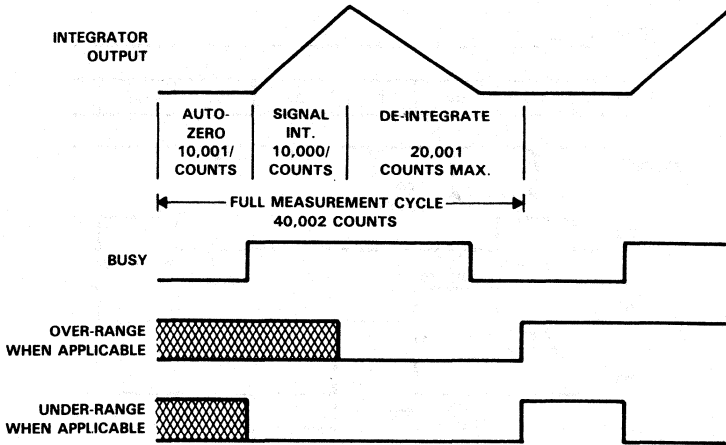 INTEGRATOR
OUTPUT
AUTO-
ZERO
10,001/
COUNTS
SIGNAL
INT.
10,000/
COUNTS
DE-INTEGRATE
20,001
COUNTS MAX.
FULL MEASUREMENT CYCLE
40,002 COUNTS
BUSY
OVER-RANGE
WHEN APPLICABLE
UNDER-RANGE
WHEN APPLICABLE